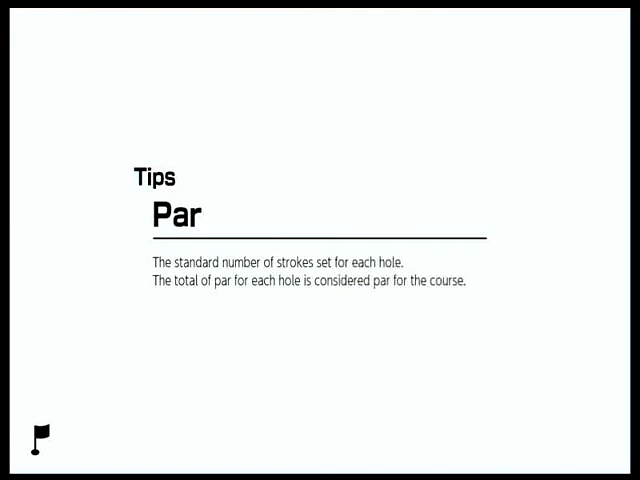 Tips
Par
The standard number of strokes set for each hole.
The total of par for each hole is considered par for the course.